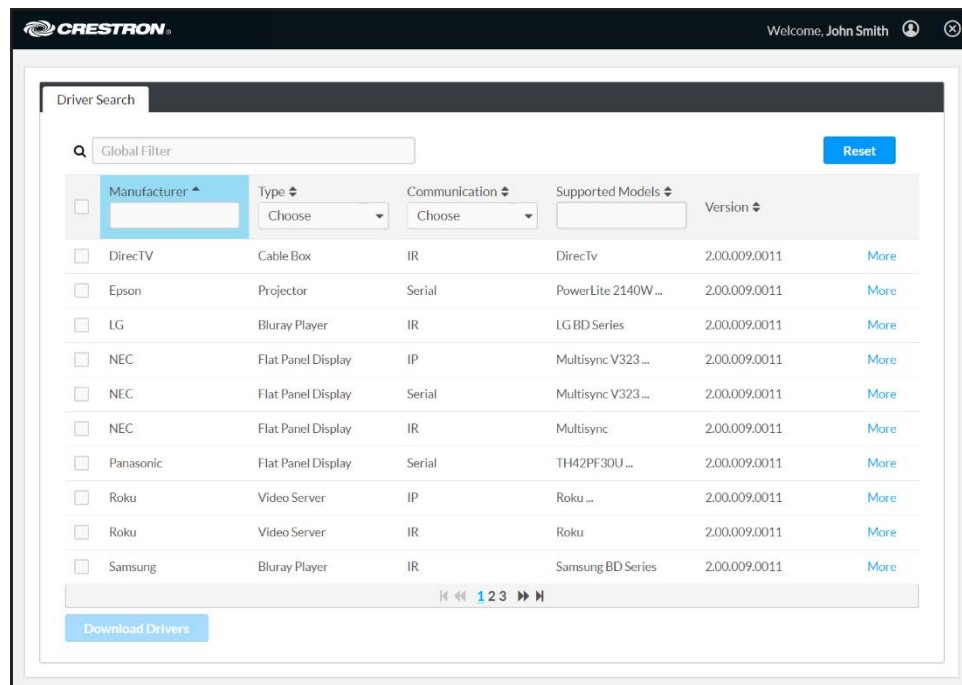 CRESTRON
Welcome, John Smith
Driver Search
Global Filter
Reset
Manufacturer Type Communication Supported Models Version
Choose Choose
DirecTV Cable Box IR DirecTv 2.00.009.0011 More
Epson Projector Serial PowerLite 2140W ... 2.00.009.0011 More
LG Bluray Player IR LG BD Series 2.00.009.0011 More
NEC Flat Panel Display IP Multisync V323 ... 2.00.009.0011 More
NEC Flat Panel Display Serial Multisync V323 ... 2.00.009.0011 More
NEC Flat Panel Display IR Multisync 2.00.009.0011 More
Panasonic Flat Panel Display Serial TH42PF30U ... 2.00.009.0011 More
Roku Video Server IP Roku ... 2.00.009.0011 More
Roku Video Server IR Roku 2.00.009.0011 More
Samsung Bluray Player IR Samsung BD Series 2.00.009.0011 More
1 2 3
Download Drivers